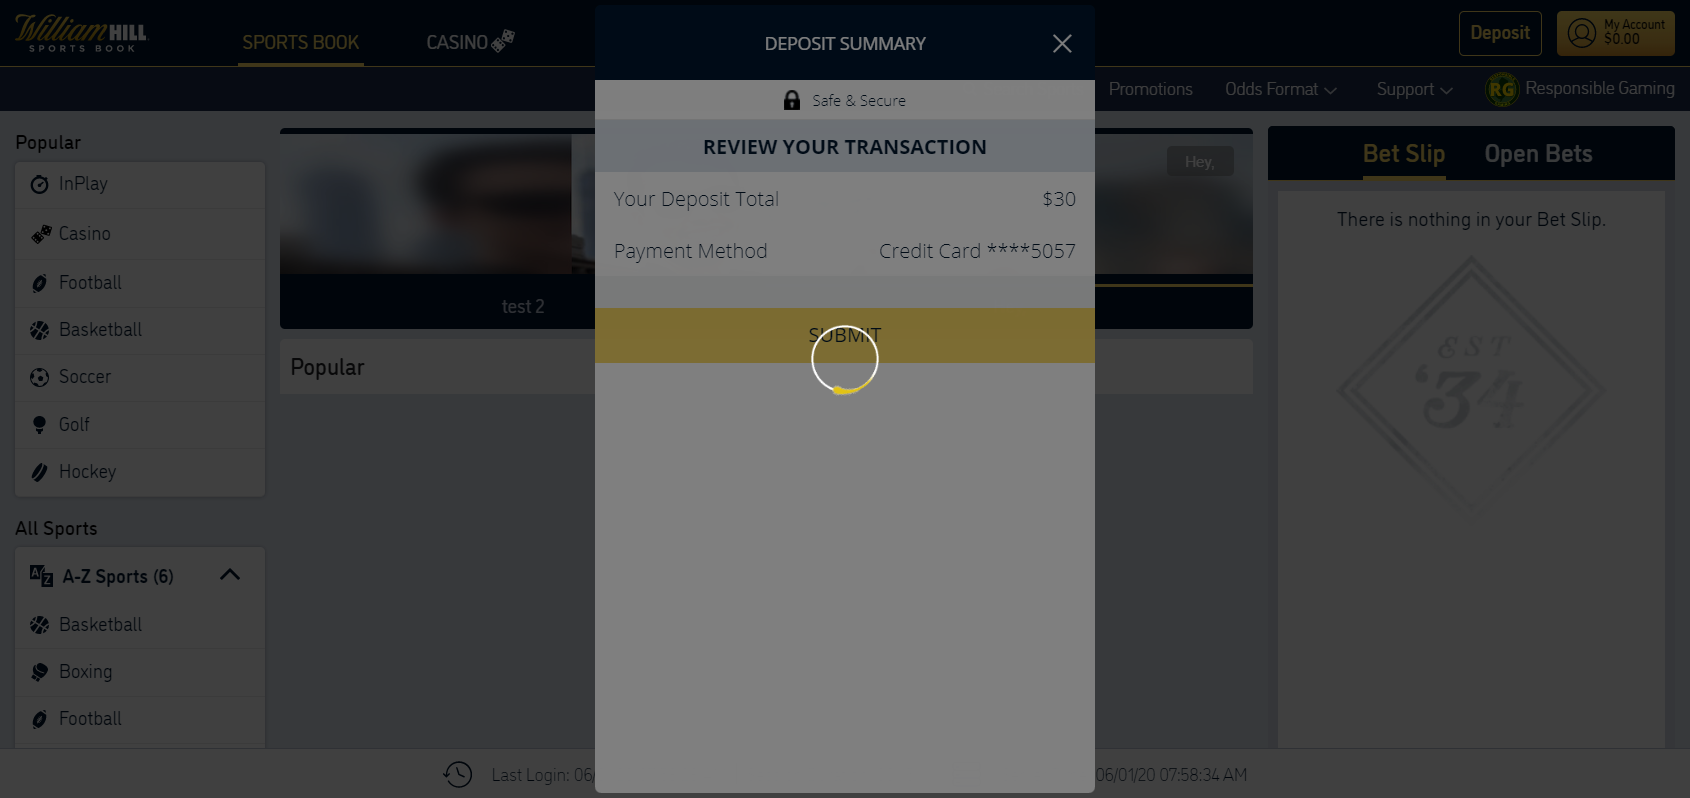 William HILL
SPORTS BOOK
SPORTS BOOK
CASINO
DEPOSIT SUMMARY
Deposit
My Account
$0.00
Promotions
Odds Format
Support
RG Responsible Gaming
Safe & Secure
REVIEW YOUR TRANSACTION
Your Deposit Total $30
Payment Method Credit Card ****5057
SUBMIT
Popular
InPlay
Casino
Football
Basketball
Soccer
Golf
Hockey
All Sports
A-Z Sports (6)
Basketball
Boxing
Football
Hey,
test 2
Popular
Bet Slip
Open Bets
There is nothing in your Bet Slip.
EST
‘34
Last Login: 06/
06/01/20 07:58:34 AM